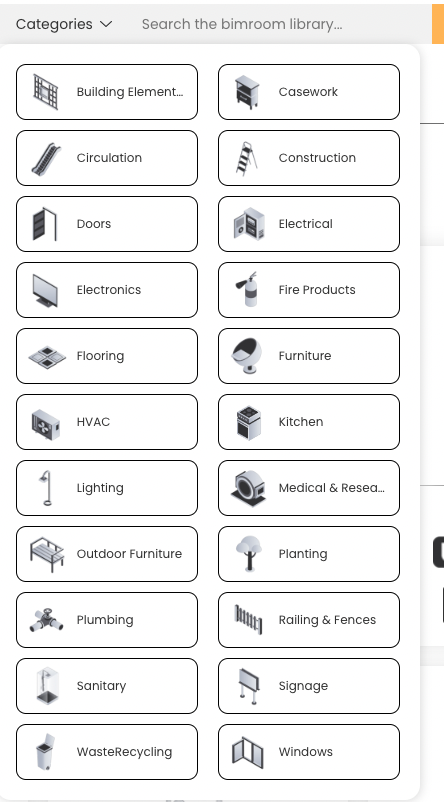 Categories Search the bimroom library...
Building Element... Casework
Circulation Construction
Doors Electrical
Electronics Fire Products
Flooring Furniture
HVAC Kitchen
Lighting Medical & Resea...
Outdoor Furniture Planting
Plumbing Railing & Fences
Sanitary Signage
WasteRecycling Windows